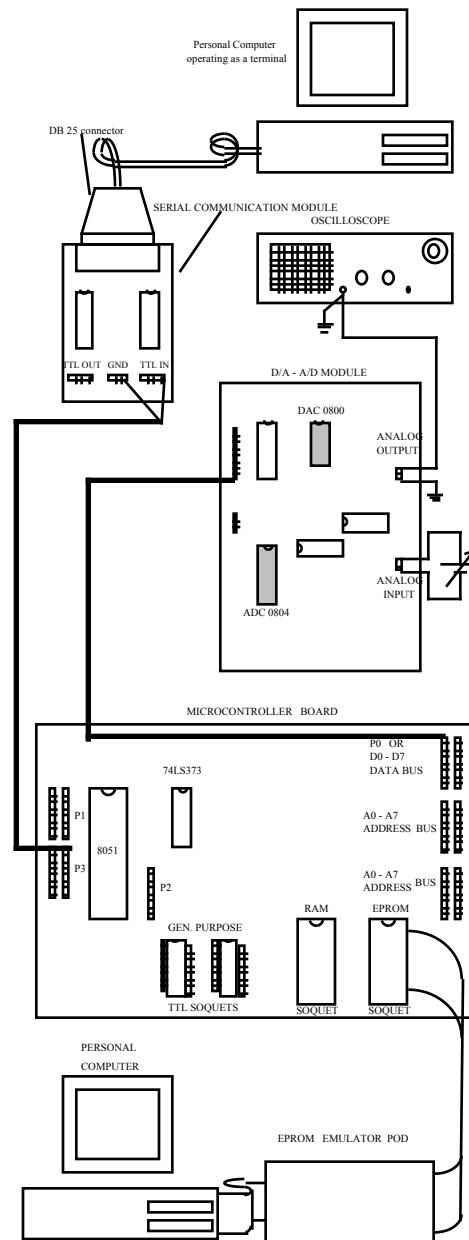 Personal Computer
operating as a terminal
DB 25 connector
SERIAL COMMUNICATION MODULE
OSCILLOSCOPE
TTL OUT GND TTL IN
D/A - A/D MODULE
DAC 0800
ANALOG
OUTPUT
ANALOG
INPUT
ADC 0804
MICROCONTROLLER BOARD
P0 OR
D0 - D7
DATA BUS
74LS373
P1
A0 - A7
ADDRESS BUS
8051
P3
P2
A0 - A7
ADDRESS BUS
RAM
EPROM
GEN. PURPOSE
TTL SOQUETS
SOQUET
SOQUET
PERSONAL
COMPUTER
EPROM EMULATOR POD